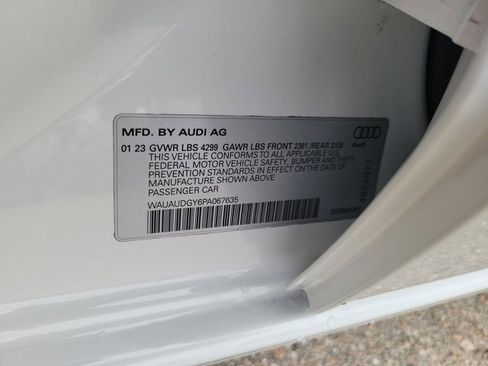 MFD. BY AUDI AG
01 23 GVWR LBS 4299 GAWR LBS FRONT 2381 /REAR
THIS VEHICLE CONFORMS TO ALL APPLICABLE U.S.
FEDERAL MOTOR VEHICLE SAFETY, BUMPER AND THEFT
PREVENTION STANDARDS IN EFFECT ON THE DATE OF
MANUFACTURE SHOWN ABOVE
PASSENGER CAR
WAUAUDGY6PA067635
Audi
GERMANY